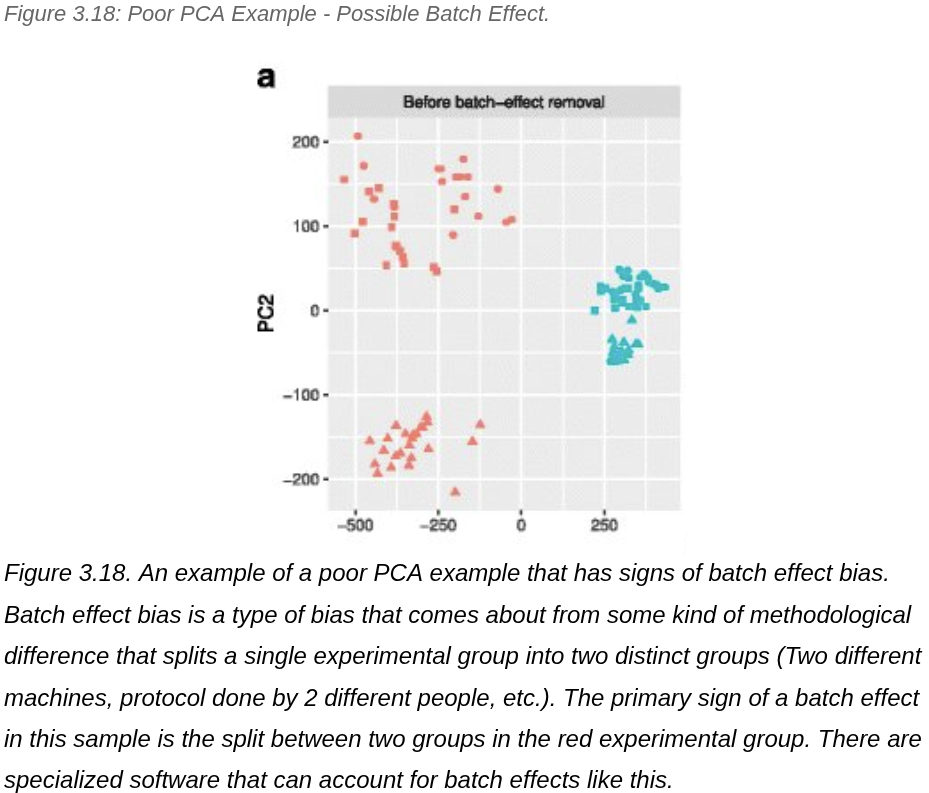 Figure 3.18: Poor PCA Example - Possible Batch Effect.
a
Before batch-effect removal
200
100
0
-100
-200
PC2
-500 -250 0 250
Figure 3.18. An example of a poor PCA example that has signs of batch effect bias.
Batch effect bias is a type of bias that comes about from some kind of methodological
difference that splits a single experimental group into two distinct groups (Two different
machines, protocol done by 2 different people, etc.). The primary sign of a batch effect
in this sample is the split between two groups in the red experimental group. There are
specialized software that can account for batch effects like this.